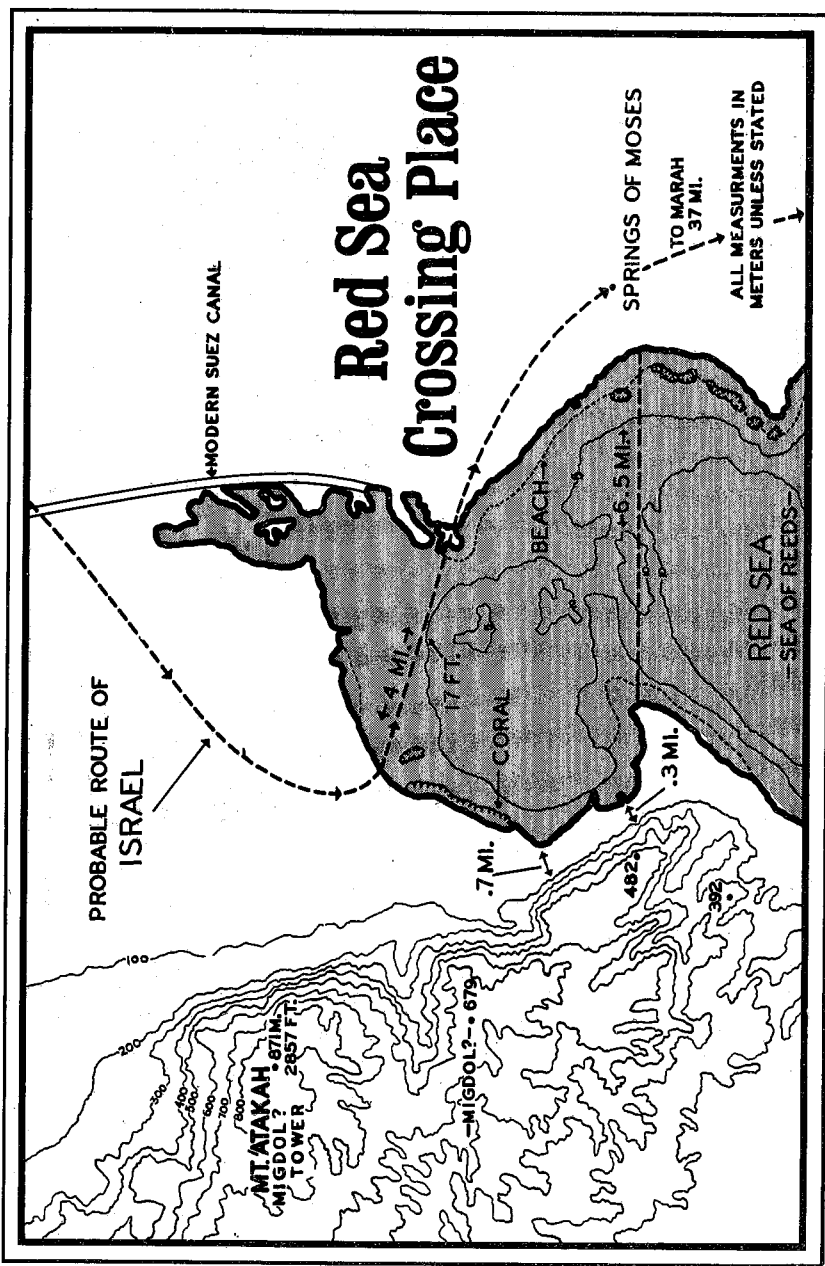 Red Sea
Crossing Place
MODERN SUEZ CANAL
PROBABLE ROUTE OF
ISRAEL
100
200
300
400
500
600
700
800
MT. ATAKAH
871M.
MIGDOL?
2857 FT.
TOWER
4 MI.
17 FT.
CORAL
BEACH
MIGDOL?
679
.7 MI.
.3 MI.
482
392
6.5 MI
RED SEA
SEA OF REEDS
SPRINGS OF MOSES
TO MARAH
37 MI.
ALL MEASURMENTS IN
METERS UNLESS STATED